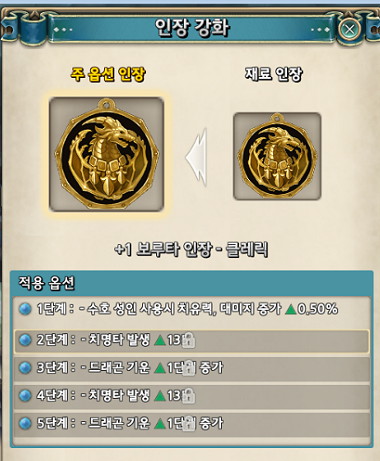 인장 강화
주 옵션 인장 재료 인장
+1 보루타 인장 - 클레릭
적용 옵션
1단계 : - 수호 성인 사용시 치유력, 대미지 증가 ▲0.50%
2단계 : - 치명타 발생 ▲13
3단계 : - 드래곤 기운 ▲1단계 증가
4단계 : - 치명타 발생 ▲13
5단계 : - 드래곤 기운 ▲1단계 증가